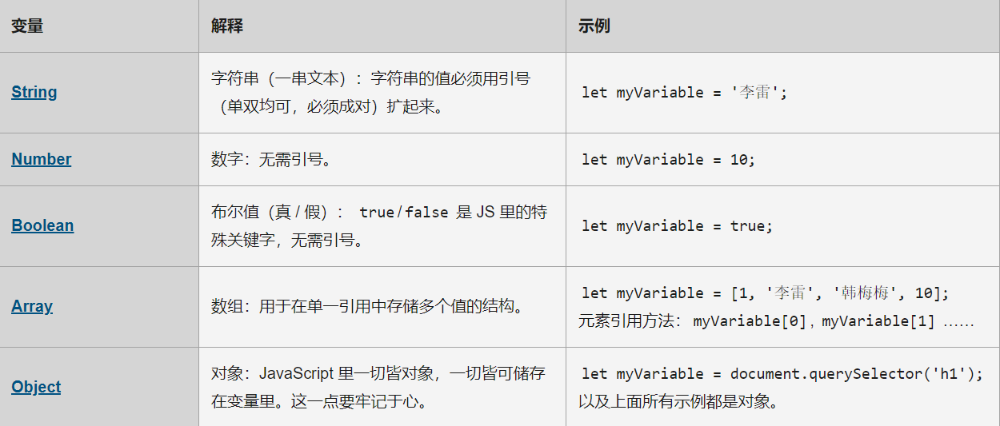 变量 解释 示例
String 字符串（一串文本）：字符串的值必须用引号 let myVariable = '李雷';
（单双均可，必须成对）扩起来。
Number 数字：无需引号。 let myVariable = 10;
Boolean 布尔值（真 / 假）： true/false 是 JS 里的特 let myVariable = true;
殊关键字，无需引号。
Array 数组：用于在单一引用中存储多个值的结构。 let myVariable = [1, '李雷', '韩梅梅', 10];
元素引用方法：myVariable[0], myVariable[1] ……
Object 对象：JavaScript 里一切皆对象，一切皆可储存 let myVariable = document.querySelector('h1');
在变量里。这一点要牢记于心。 以及上面所有示例都是对象。